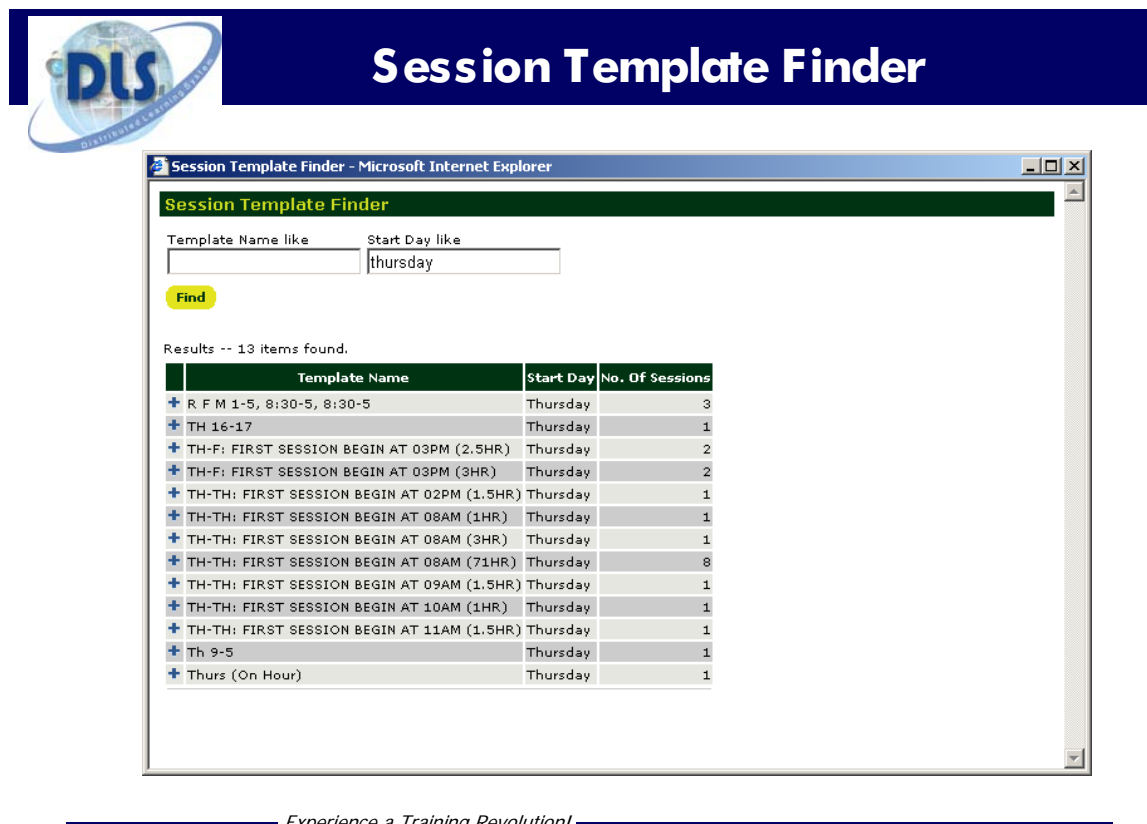 DLS
Distributed Learning System
Session Template Finder
Session Template Finder - Microsoft Internet Explorer
Session Template Finder
Template Name like Start Day like
thursday
Find
Results -- 13 items found.
Template Name Start Day No. Of Sessions
R F M 1-5, 8:30-5, 8:30-5 Thursday 3
TH 16-17 Thursday 1
TH-F: FIRST SESSION BEGIN AT 03PM (2.5HR) Thursday 2
TH-F: FIRST SESSION BEGIN AT 03PM (3HR) Thursday 2
TH-TH: FIRST SESSION BEGIN AT 02PM (1.5HR) Thursday 1
TH-TH: FIRST SESSION BEGIN AT 08AM (1HR) Thursday 1
TH-TH: FIRST SESSION BEGIN AT 08AM (3HR) Thursday 1
TH-TH: FIRST SESSION BEGIN AT 08AM (71HR) Thursday 8
TH-TH: FIRST SESSION BEGIN AT 09AM (1.5HR) Thursday 1
TH-TH: FIRST SESSION BEGIN AT 10AM (1HR) Thursday 1
TH-TH: FIRST SESSION BEGIN AT 11AM (1.5HR) Thursday 1
Th 9-5 Thursday 1
Thurs (On Hour) Thursday 1
Experience a Training Revolution!